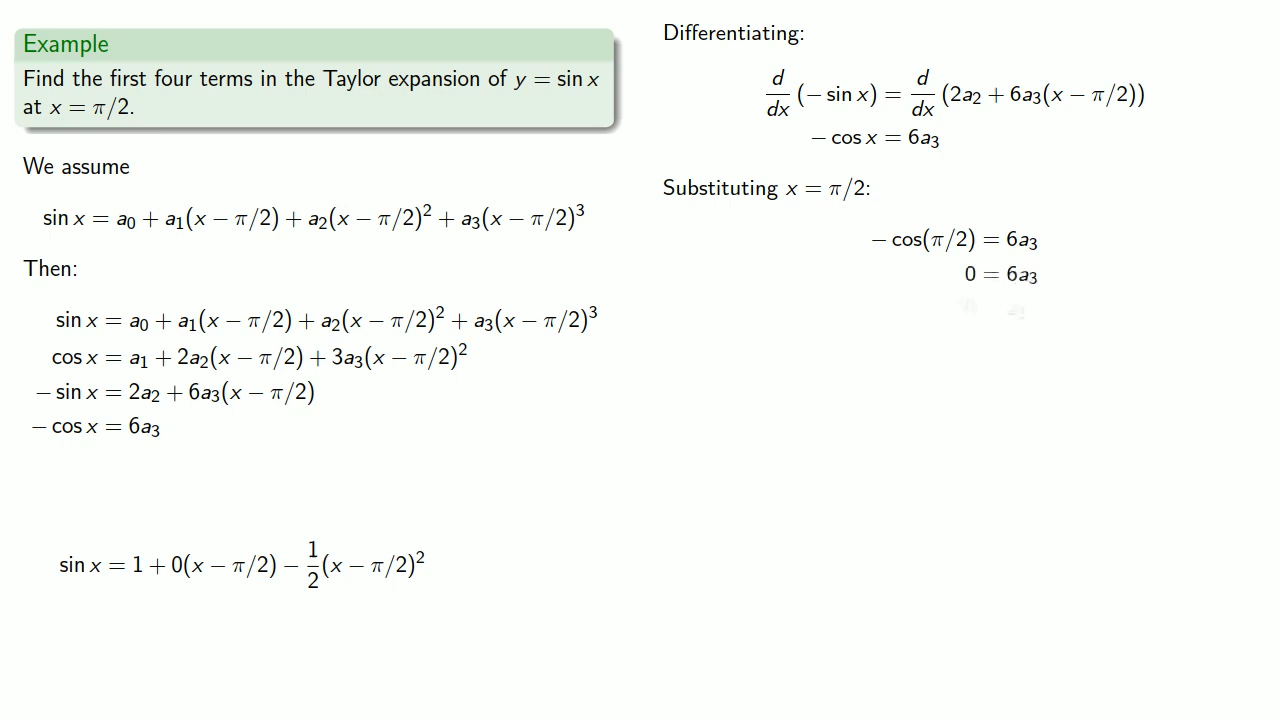 Example
Find the first four terms in the Taylor expansion of y = sin x
at x = π/2.
We assume
sin x = a₀ + a₁(x − π/2) + a₂(x − π/2)² + a₃(x − π/2)³
Then:
sin x = a₀ + a₁(x − π/2) + a₂(x − π/2)² + a₃(x − π/2)³
cos x = a₁ + 2a₂(x − π/2) + 3a₃(x − π/2)²
− sin x = 2a₂ + 6a₃(x − π/2)
− cos x = 6a₃
sin x = 1 + 0(x − π/2) − 1/2(x − π/2)²
Differentiating:
d/dx (− sin x) = d/dx (2a₂ + 6a₃(x − π/2))
− cos x = 6a₃
Substituting x = π/2:
− cos(π/2) = 6a₃
0 = 6a₃